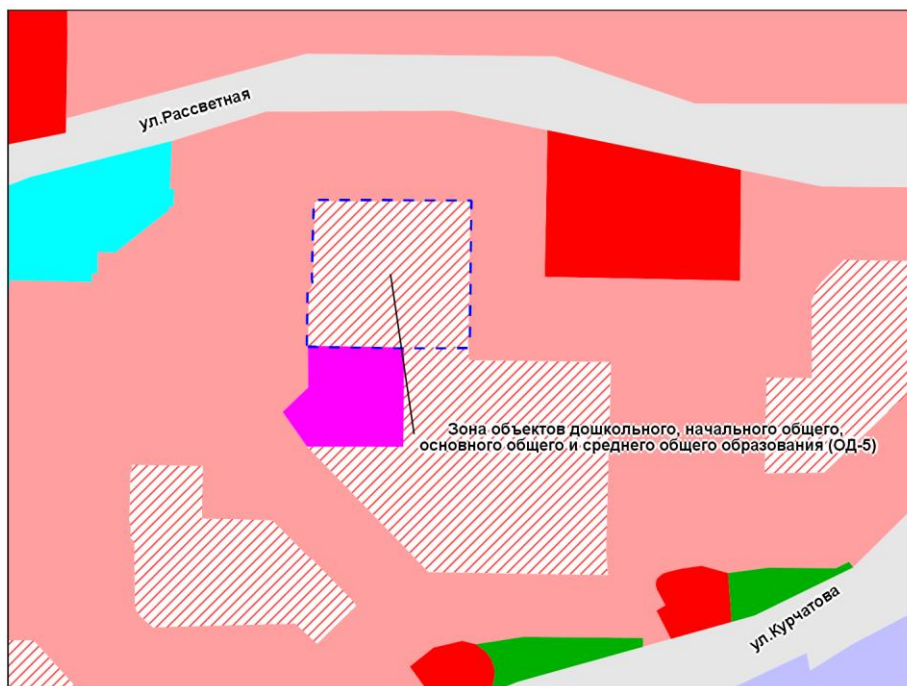 ул.Рассветная
Зона объектов дошкольного, начального общего,
основного общего и среднего общего образования (ОД-5)
ул.Курчатова